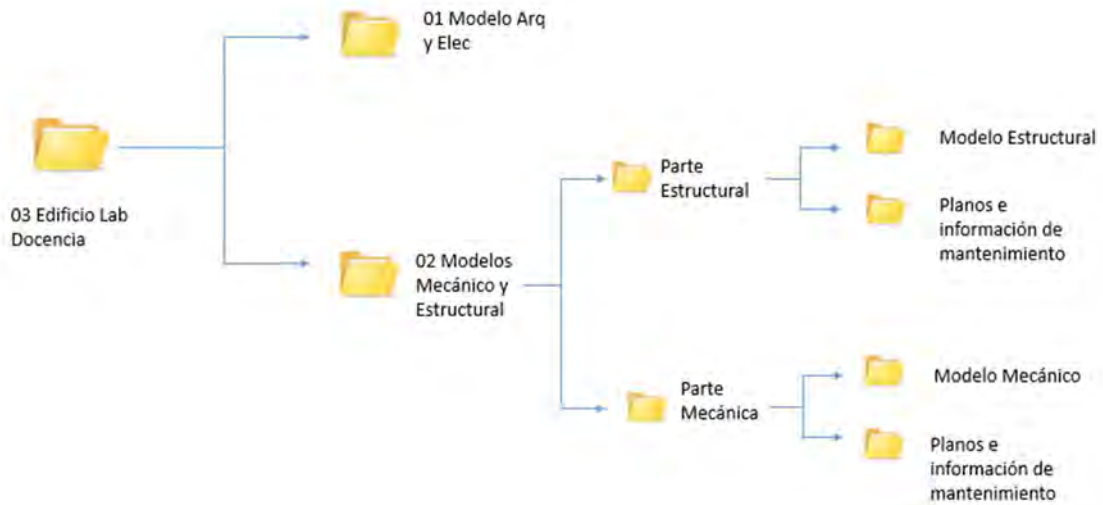 01 Modelo Arq
y Elec
03 Edificio Lab
Docencia
02 Modelos
Mecánico y
Estructural
Parte
Estructural
Modelo Estructural
Planos e
información de
mantenimiento
Parte
Mecánica
Modelo Mecánico
Planos e
información de
mantenimiento